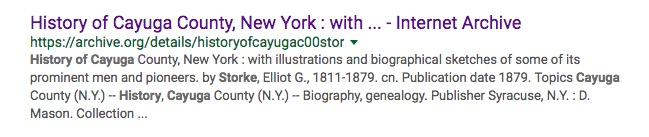 History of Cayuga County, New York : with ... - Internet Archive
https://archive.org/details/historyofcayugac00stor
History of Cayuga County, New York : with illustrations and biographical sketches of some of its
prominent men and pioneers. by Storke, Elliot G., 1811-1879. cn. Publication date 1879. Topics Cayuga
County (N.Y.) -- History, Cayuga County (N.Y.) -- Biography, genealogy. Publisher Syracuse, N.Y. : D.
Mason. Collection ...